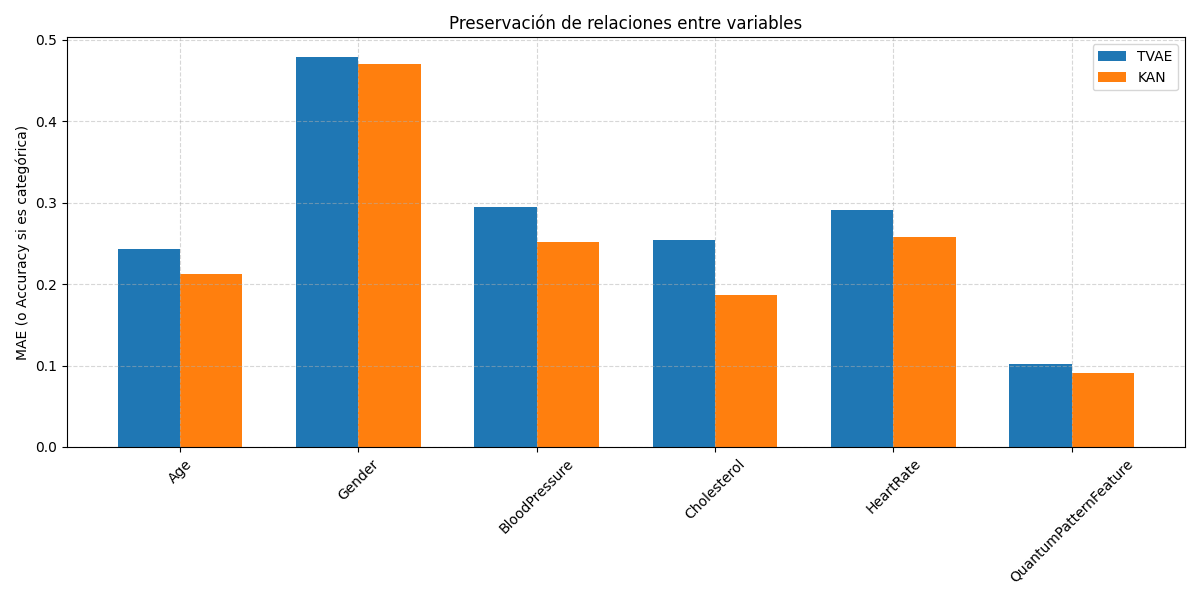 Preservación de relaciones entre variables
TVAE
KAN
MAE (o Accuracy si es categórica)
0.5
0.4
0.3
0.2
0.1
0.0
Age
Gender
BloodPressure
Cholesterol
HeartRate
QuantumPatternFeature